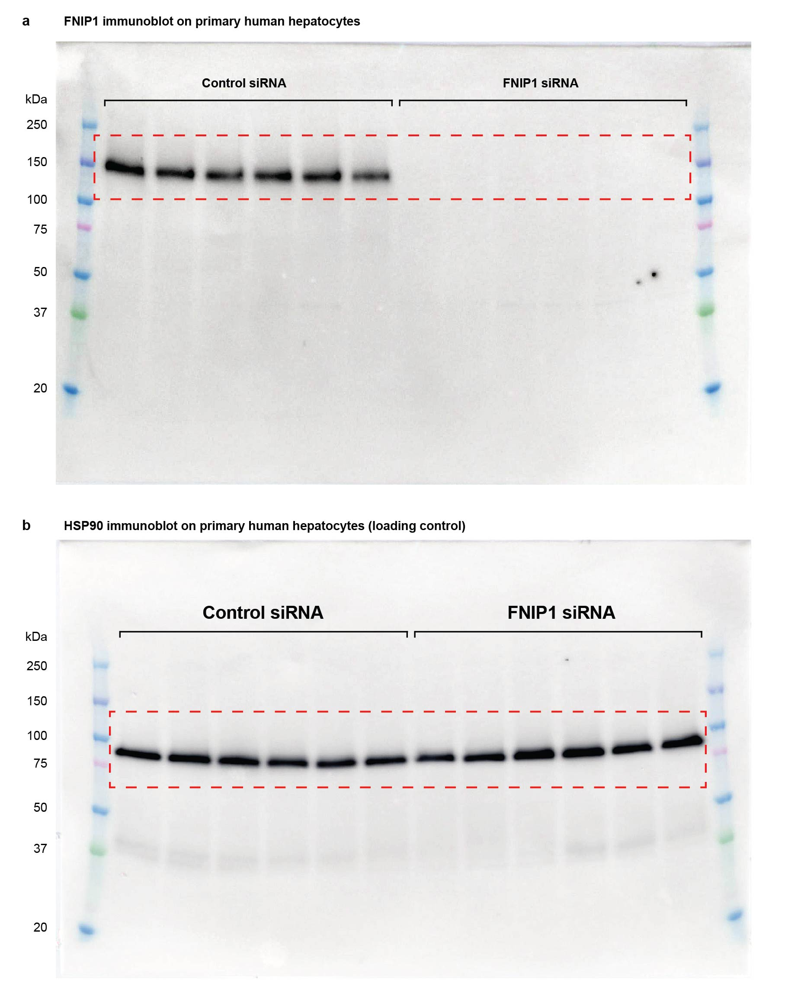 a FNIP1 immunoblot on primary human hepatocytes
Control siRNA FNIP1 siRNA
kDa
250
150
100
75
50
37
20
b HSP90 immunoblot on primary human hepatocytes (loading control)
Control siRNA FNIP1 siRNA
kDa
250
150
100
75
50
37
20